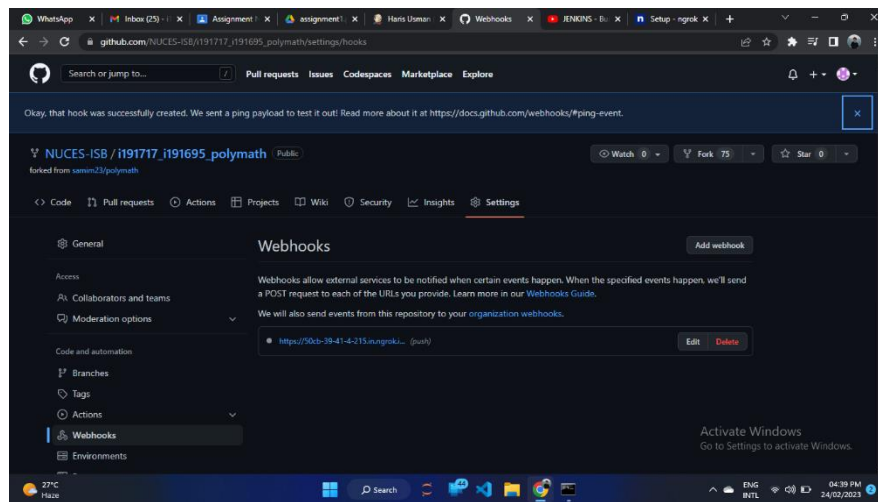 WhatsApp
Inbox (25) -
Assignment
assignment1
Haris Usman
Webhooks
JENKINS - Bu
Setup - ngrok
github.com/NUCES-ISB/i191717_i191695_polymath/settings/hooks
Search or jump to...
/
Pull requests Issues Codespaces Marketplace Explore
Okay, that hook was successfully created. We sent a ping payload to test it out! Read more about it at https://docs.github.com/webhooks/#ping-event.
NUCES-ISB / i191717_i191695_polymath Public
Watch 0
Fork 75
Star 0
forked from samim23/polymath
Code Pull requests Actions Projects Wiki Security Insights Settings
General
Access
Collaborators and teams
Moderation options
Code and automation
Branches
Tags
Actions
Webhooks
Environments
Webhooks
Add webhook
Webhooks allow external services to be notified when certain events happen. When the specified events happen, we'll send
a POST request to each of the URLs you provide. Learn more in our Webhooks Guide.
We will also send events from this repository to your organization webhooks.
https://50cb-39-41-4-215.in.ngrok.i... (push)
Edit Delete
Activate Windows
Go to Settings to activate Windows.
27°C
Haze
Search
44
ENG
INTL
04:39 PM
24/02/2023
2